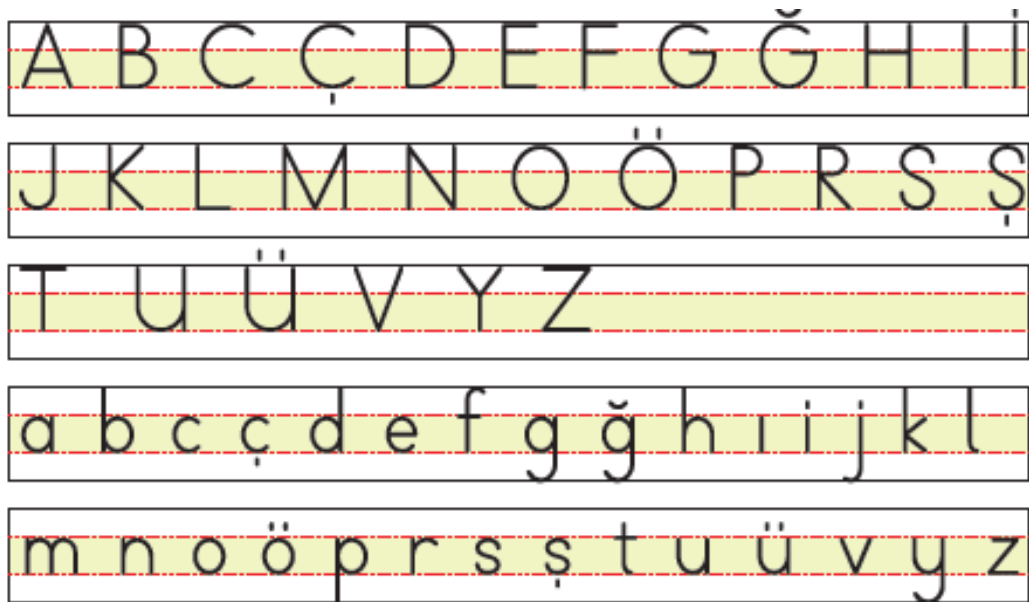 A B C Ç D E F G Ğ H I İ
J K L M N O Ö P R S Ş
T U Ü V Y Z
a b c ç d e f g ğ h ı i j k l
m n o ö p r s ş t u ü v y z